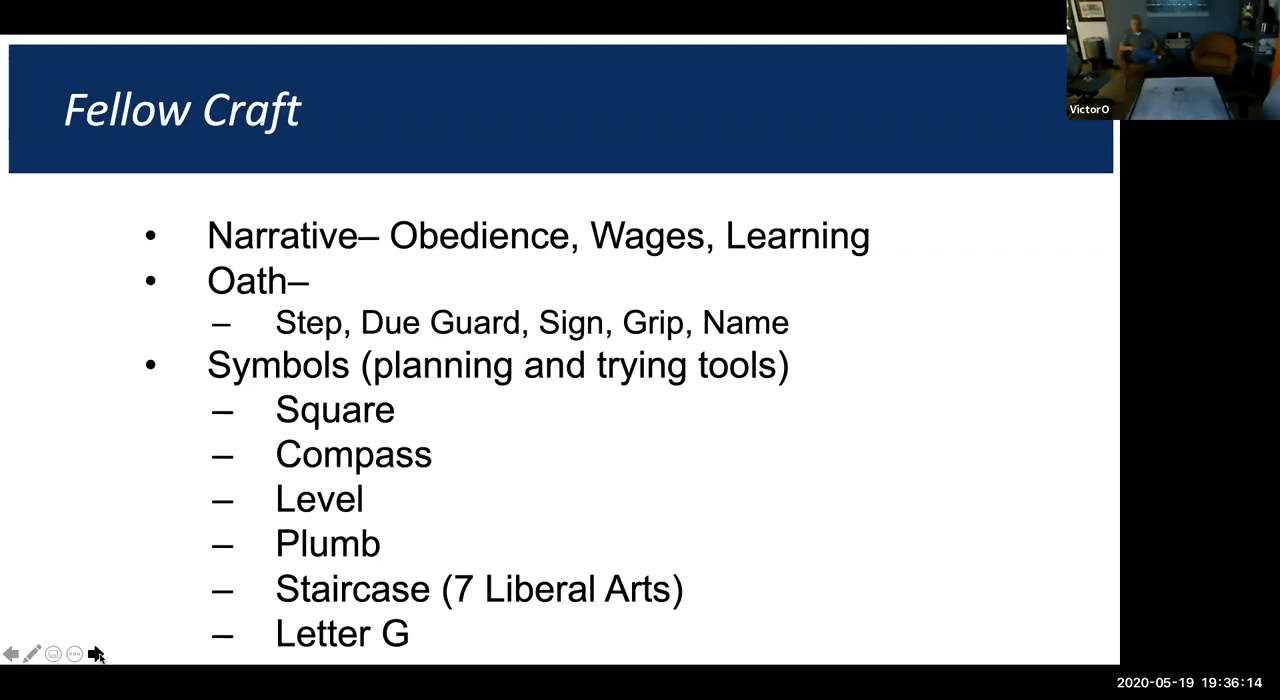 Fellow Craft
VictorO
• Narrative– Obedience, Wages, Learning
• Oath–
– Step, Due Guard, Sign, Grip, Name
• Symbols (planning and trying tools)
– Square
– Compass
– Level
– Plumb
– Staircase (7 Liberal Arts)
– Letter G
2020-05-19 19:36:14